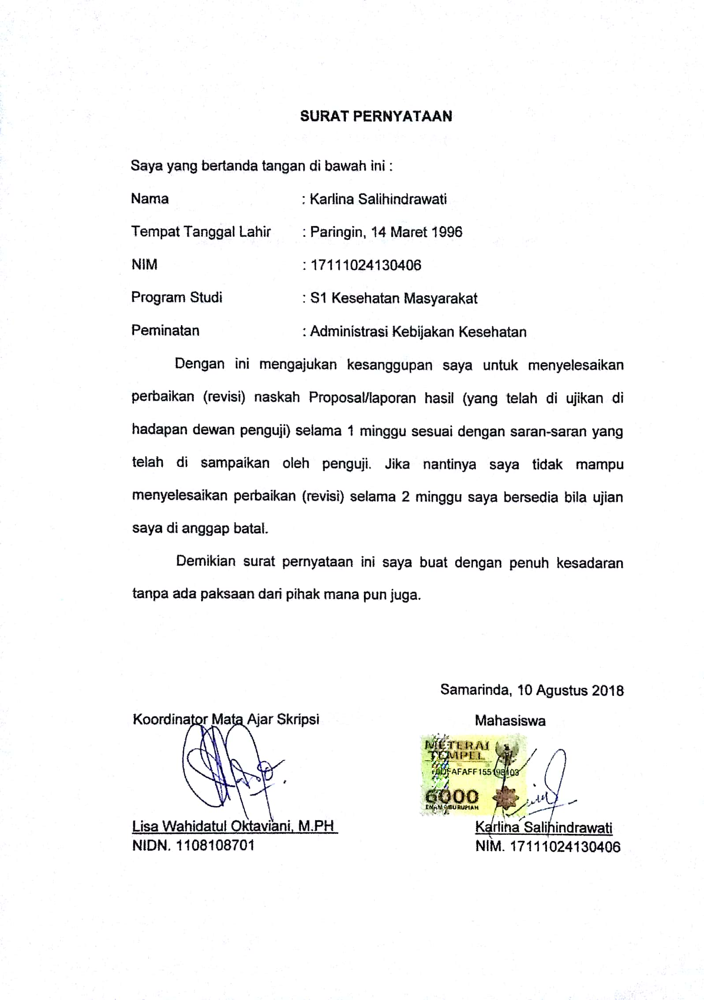 SURAT PERNYATAAN
Saya yang bertanda tangan di bawah ini :
Nama : Karlina Salihindrawati
Tempat Tanggal Lahir : Paringin, 14 Maret 1996
NIM : 17111024130406
Program Studi : S1 Kesehatan Masyarakat
Peminatan : Administrasi Kebijakan Kesehatan
Dengan ini mengajukan kesanggupan saya untuk menyelesaikan
perbaikan (revisi) naskah Proposal/laporan hasil (yang telah di ujikan di
hadapan dewan penguji) selama 1 minggu sesuai dengan saran-saran yang
telah di sampaikan oleh penguji. Jika nantinya saya tidak mampu
menyelesaikan perbaikan (revisi) selama 2 minggu saya bersedia bila ujian
saya di anggap batal.
Demikian surat pernyataan ini saya buat dengan penuh kesadaran
tanpa ada paksaan dari pihak mana pun juga.
Samarinda, 10 Agustus 2018
Koordinator Mata Ajar Skripsi Mahasiswa
METERAI
TEMPEL
6000
ENAM RIBU RUPIAH
Lisa Wahidatul Oktaviani, M.PH Karlina Salihindrawati
NIDN. 1108108701 NIM. 17111024130406